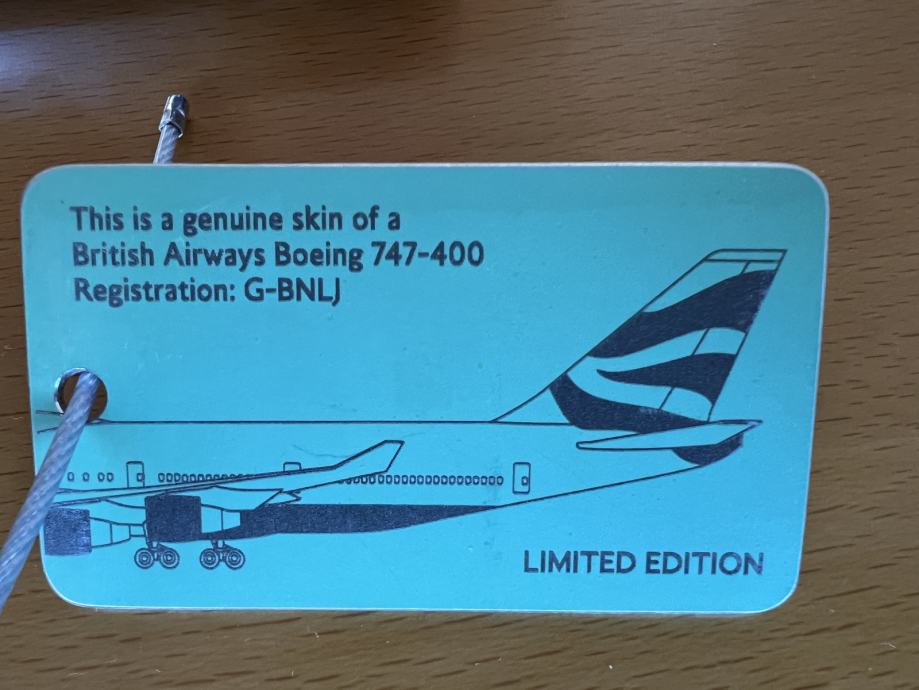 This is a genuine skin of a
British Airways Boeing 747-400
Registration: G-BNLJ
LIMITED EDITION